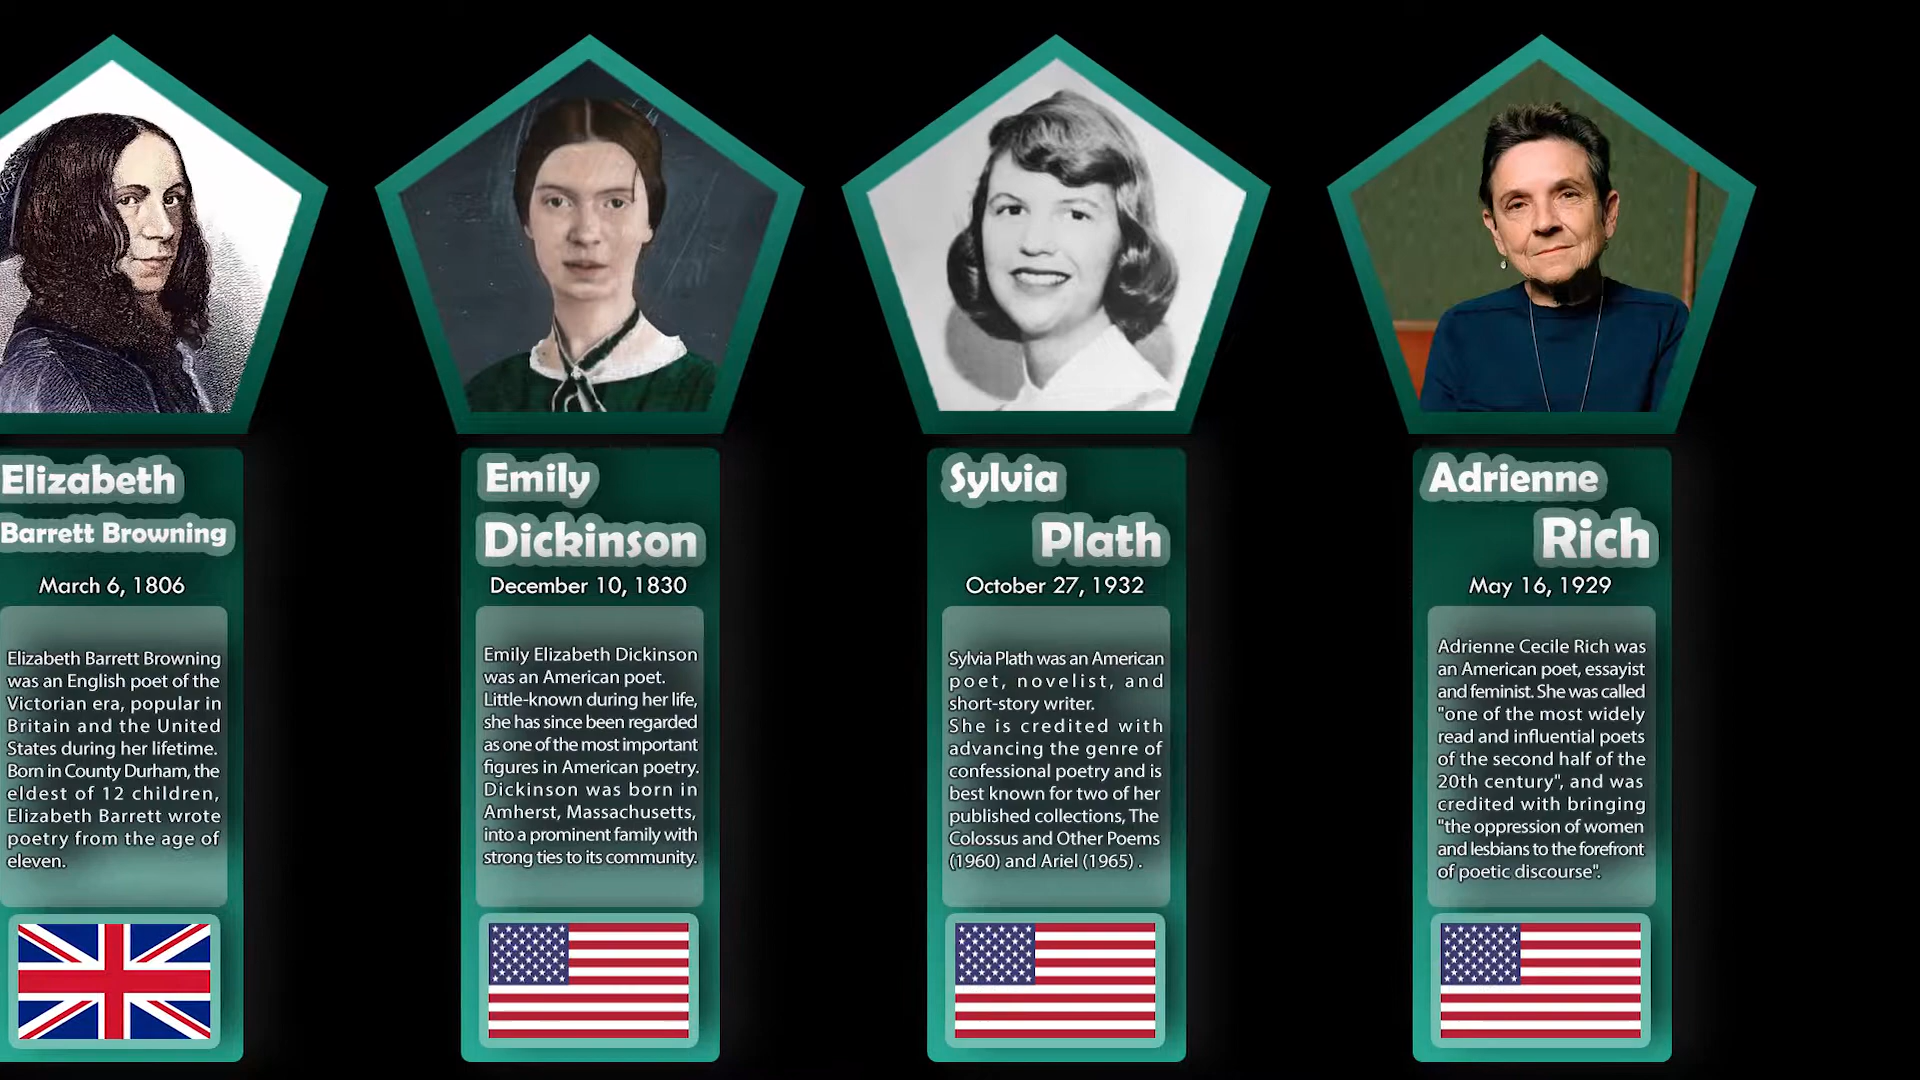 Elizabeth
Barrett Browning
March 6, 1806
Elizabeth Barrett Browning
was an English poet of the
Victorian era, popular in
Britain and the United
States during her lifetime.
Born in County Durham, the
eldest of 12 children,
Elizabeth Barrett wrote
poetry from the age of
eleven.
Emily
Dickinson
December 10, 1830
Emily Elizabeth Dickinson
was an American poet.
Little-known during her life,
she has since been regarded
as one of the most important
figures in American poetry.
Dickinson was born in
Amherst, Massachusetts,
into a prominent family with
strong ties to its community.
Sylvia
Plath
October 27, 1932
Sylvia Plath was an American
poet, novelist, and
short-story writer.
She is credited with
advancing the genre of
confessional poetry and is
best known for two of her
published collections, The
Colossus and Other Poems
(1960) and Ariel (1965) .
Adrienne
Rich
May 16, 1929
Adrienne Cecile Rich was
an American poet, essayist
and feminist. She was called
"one of the most widely
read and influential poets
of the second half of the
20th century", and was
credited with bringing
"the oppression of women
and lesbians to the forefront
of poetic discourse".